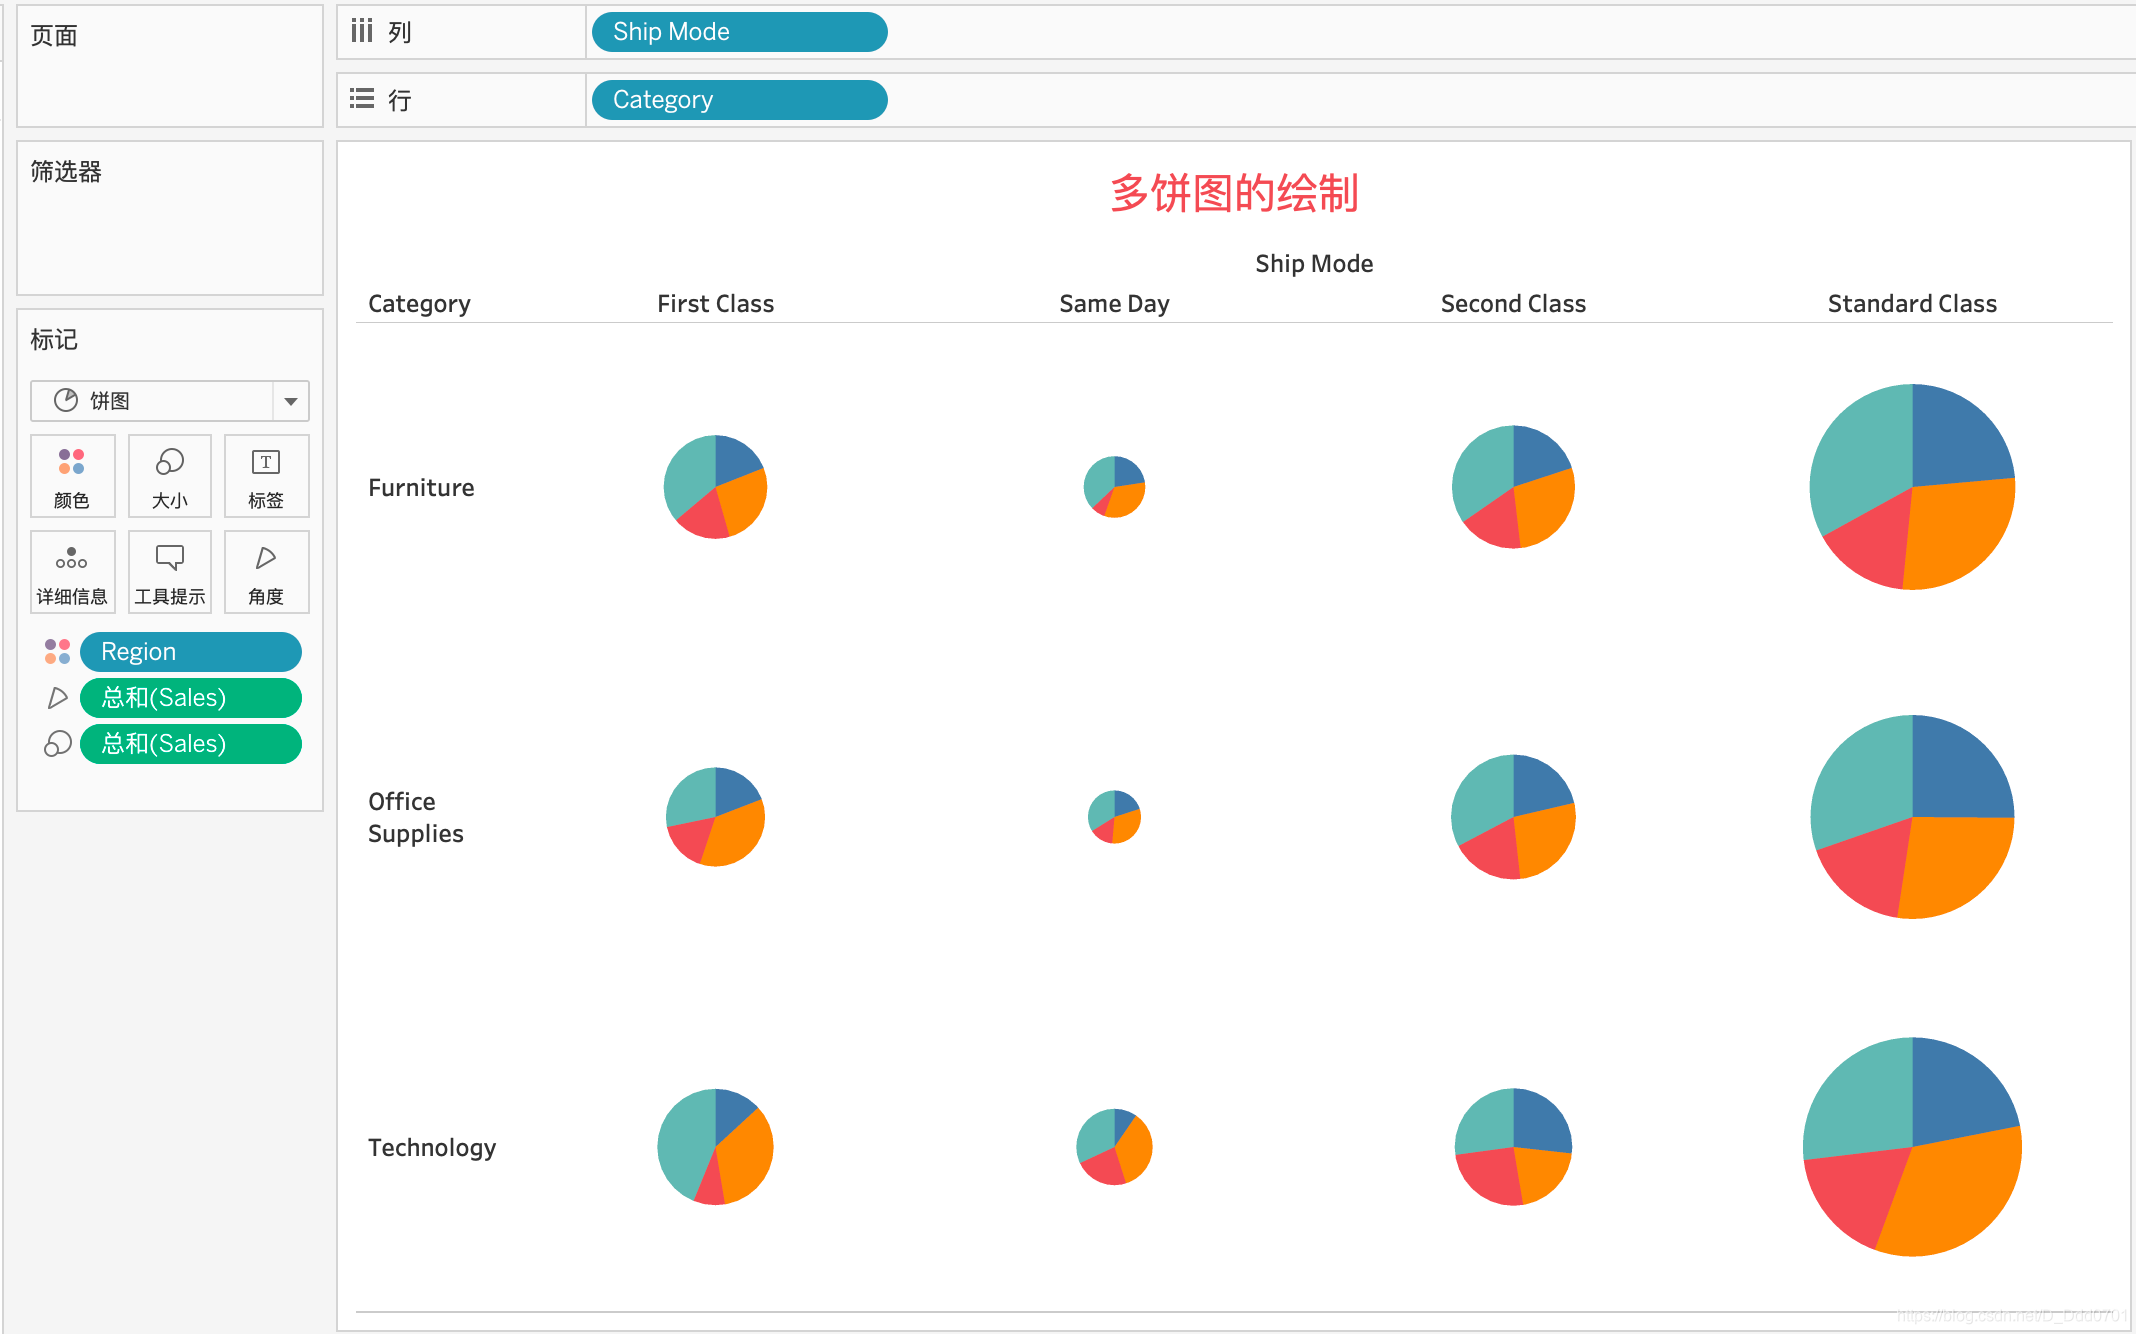 页面
列
Ship Mode
行
Category
筛选器
标记
饼图
颜色
大小
标签
详细信息
工具提示
角度
Region
总和(Sales)
总和(Sales)
多饼图的绘制
Ship Mode
Category
First Class
Same Day
Second Class
Standard Class
Furniture
Office
Supplies
Technology
https://blog.csdn.net/D_Ddd0701